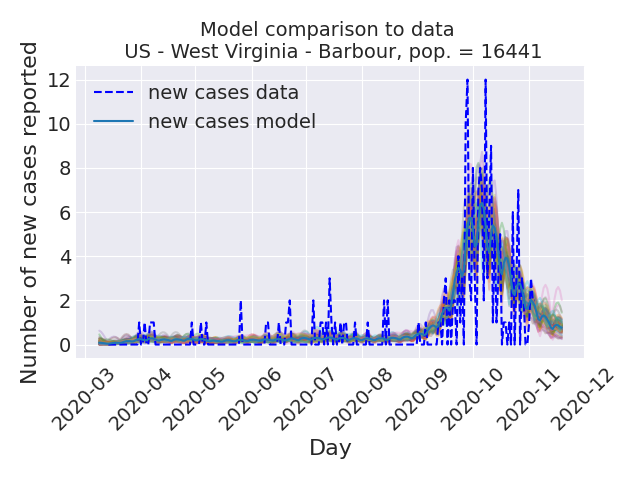 Model comparison to data
US - West Virginia - Barbour, pop. = 16441
new cases data
new cases model
Number of new cases reported
12
10
8
6
4
2
0
2020-03
2020-04
2020-05
2020-06
2020-07
2020-08
2020-09
2020-10
2020-11
2020-12
Day